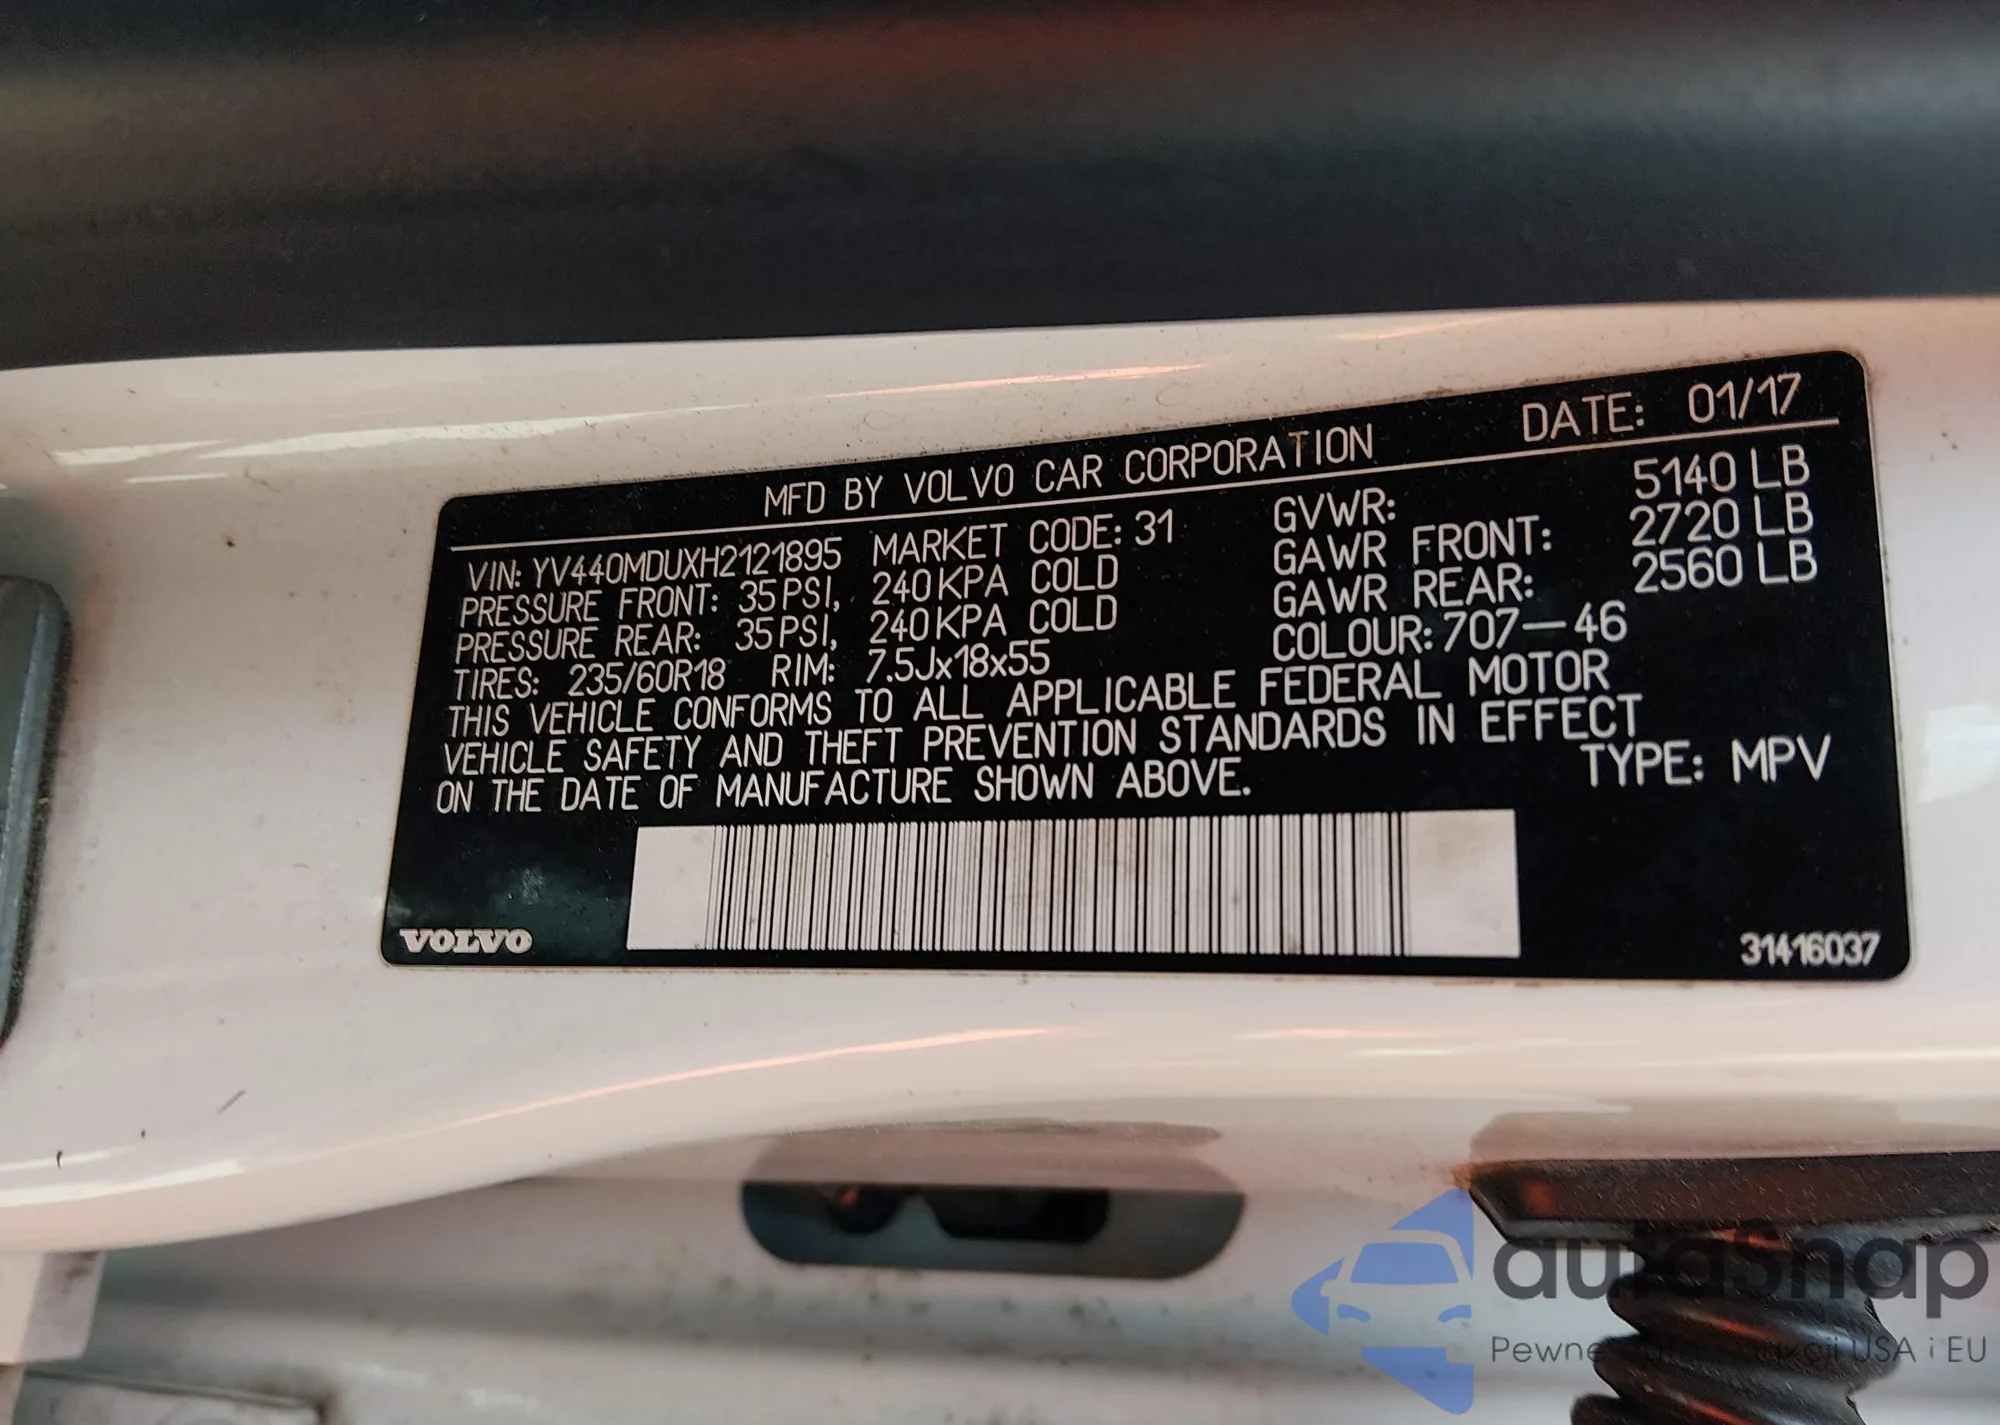 MFD BY VOLVO CAR CORPORATION DATE: 01/17
VIN: YV440MDUXH2121895 MARKET CODE: 31 GVWR: 5140 LB
PRESSURE FRONT: 35 PSI, 240 KPA COLD GAWR FRONT: 2720 LB
PRESSURE REAR: 35 PSI, 240 KPA COLD GAWR REAR: 2560 LB
TIRES: 235/60R18 RIM: 7.5Jx18x55 COLOUR: 707-46
THIS VEHICLE CONFORMS TO ALL APPLICABLE FEDERAL MOTOR
VEHICLE SAFETY AND THEFT PREVENTION STANDARDS IN EFFECT
ON THE DATE OF MANUFACTURE SHOWN ABOVE. TYPE: MPV
VOLVO 31416037
autoSnap
Pewne USA i EU